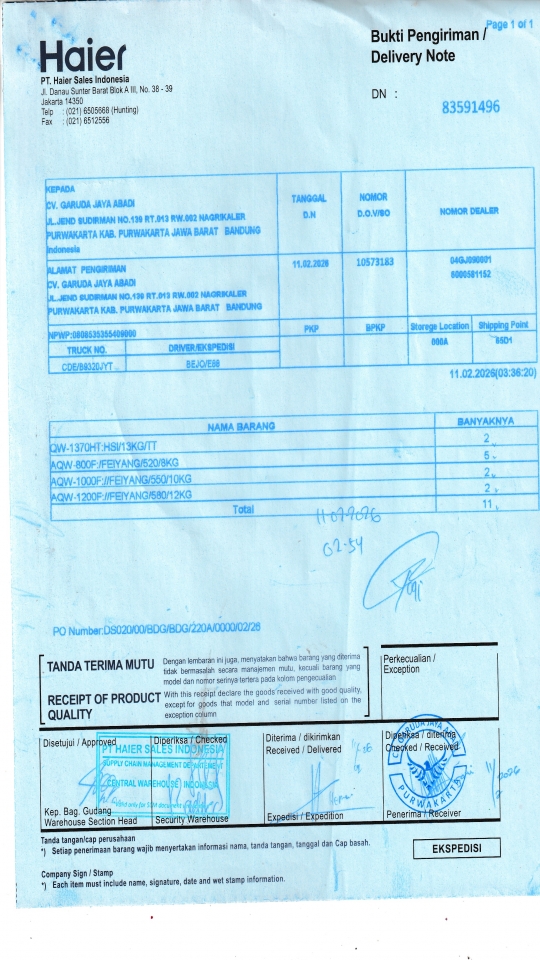 Page 1 of 1
Haier
Bukti Pengiriman /
Delivery Note
PT. Haier Sales Indonesia
Jl. Danau Sunter Barat Blok A III, No. 38 - 39
Jakarta 14350
Telp : (021) 6505668 (Hunting)
Fax : (021) 6512556
DN :
83591496
KEPADA
CV. GARUDA JAYA ABADI
JL.JEND SUDIRMAN NO.139 RT.013 RW.002 NAGRIKALER
PURWAKARTA KAB. PURWAKARTA JAWA BARAT BANDUNG
Indonesia
TANGGAL
D.N
NOMOR
D.O.V/SO
NOMOR DEALER
ALAMAT PENGIRIMAN
CV. GARUDA JAYA ABADI
JL.JEND SUDIRMAN NO.139 RT.013 RW.002 NAGRIKALER
PURWAKARTA KAB. PURWAKARTA JAWA BARAT BANDUNG
11.02.2026
10573183
PKP
BPKP
Storege Location
Shipping Point
000A
TRUCK NO.
DRIVER/EKSPEDISI
BEJO/E66
11.02.2026(03:36:20)
NAMA BARANG BANYAKNYA
QW-1370HT:HSI/13KG/TT 2
AQW-800F://FEIYANG/520/8KG 5
AQW-1000F://FEIYANG/550/10KG 2
AQW-1200F://FEIYANG/580/12KG 2
Total 11
11-02-2026
02-54
PO Number:DS020/00/BDG/BDG/220A/0000/02/26
TANDA TERIMA MUTU
Dengan lembaran ini juga, menyatakan bahwa barang yang diterima
tidak bermasalah secara manajemen mutu, kecuali barang yang
model dan nomor serinya tertera pada kolom pengecualian
RECEIPT OF PRODUCT
QUALITY
With this receipt declare the goods received with good quality,
except for goods that model and serial number listed on the
exception column
Perkecualian /
Exception
Disetujui / Approved
Diperiksa / Checked
Diterima / dikirimkan
Received / Delivered
Diperiksa / diterima
Checked / Received
PT HAIER SALES INDONESIA
SUPPLY CHAIN MANAGEMENT DEPARTEMENT
CENTRAL WAREHOUSE INDONESIA
CV. GARUDA JAYA
PURWAKARTA
Kep. Bag. Gudang
Warehouse Section Head
Security Warehouse
Expedisi / Expedition
Penerima / Receiver
Tanda tangan/cap perusahaan
*) Setiap penerimaan barang wajib menyertakan informasi nama, tanda tangan, tanggal dan Cap basah.
EKSPEDISI
Company Sign / Stamp
*) Each item must include name, signature, date and wet stamp information.